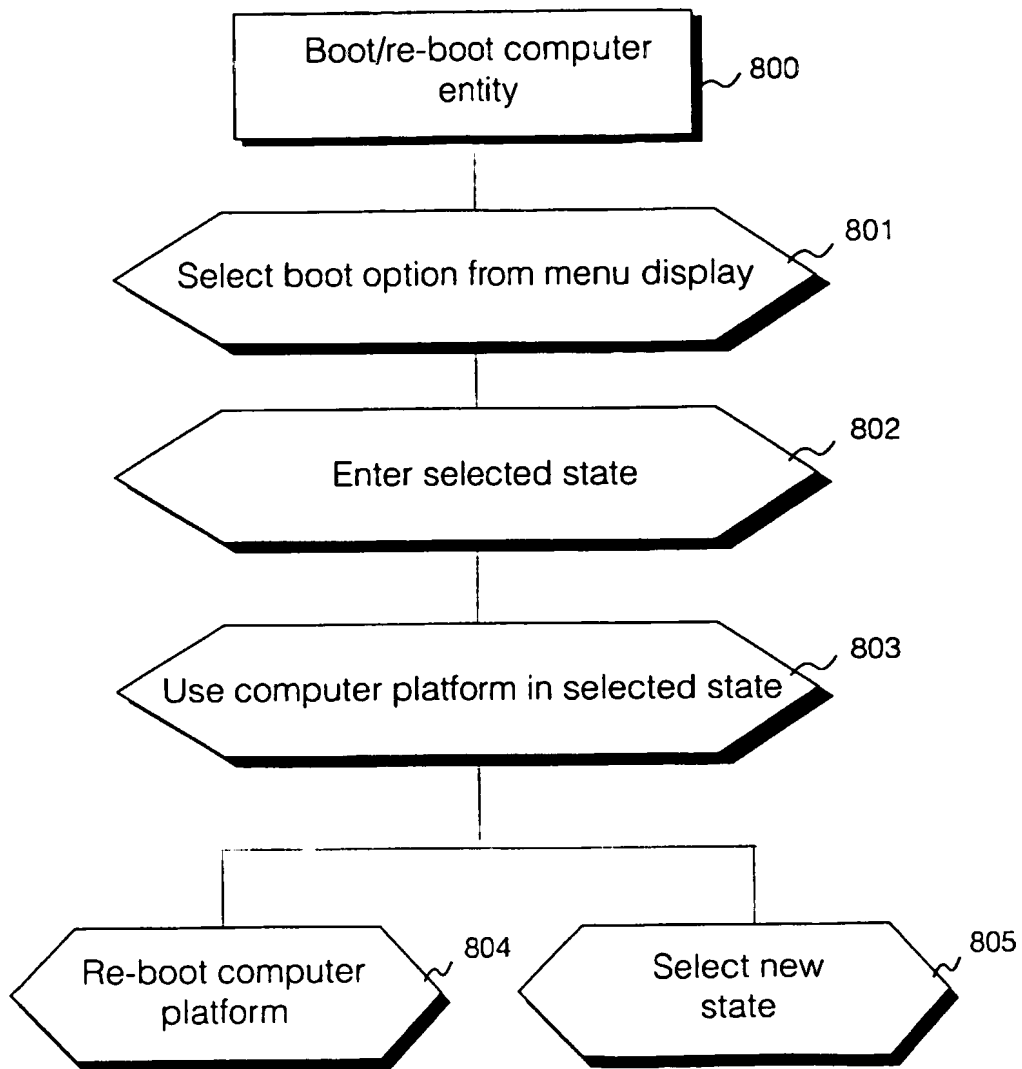 Boot/re-boot computer
entity
800
801
Select boot option from menu display
802
Enter selected state
803
Use computer platform in selected state
804
Re-boot computer
platform
805
Select new
state